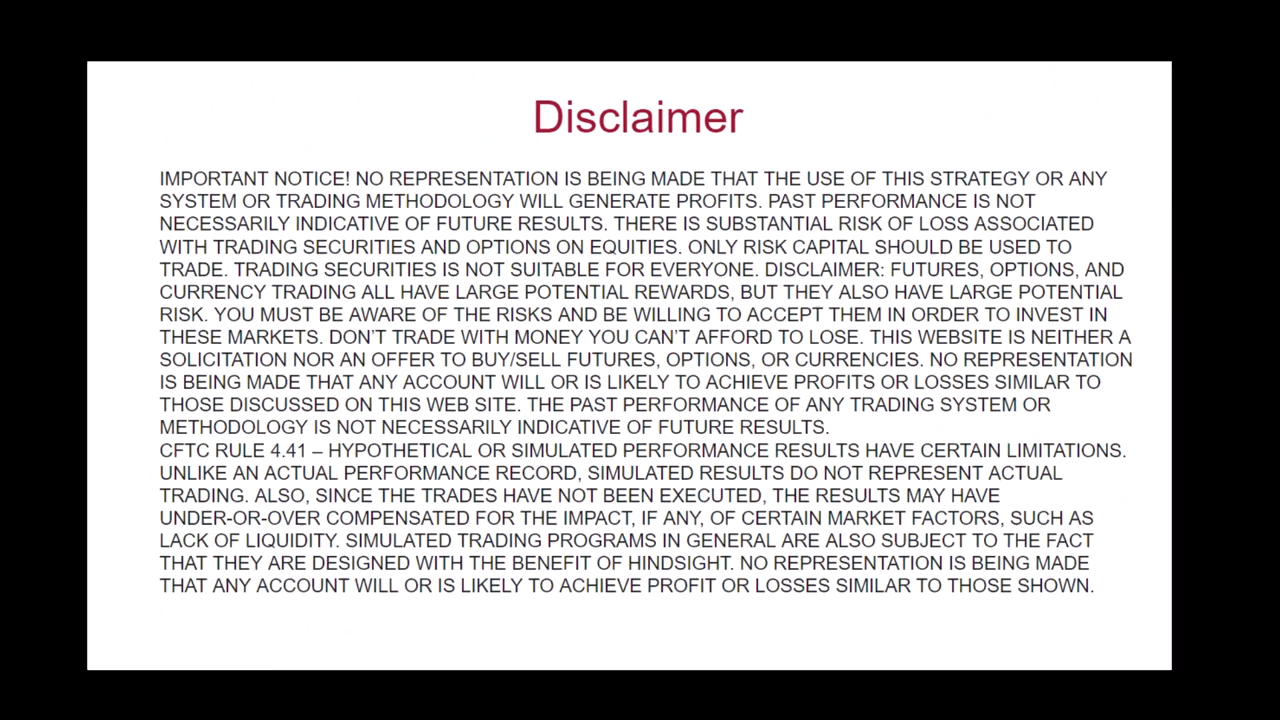 Disclaimer
IMPORTANT NOTICE! NO REPRESENTATION IS BEING MADE THAT THE USE OF THIS STRATEGY OR ANY
SYSTEM OR TRADING METHODOLOGY WILL GENERATE PROFITS. PAST PERFORMANCE IS NOT
NECESSARILY INDICATIVE OF FUTURE RESULTS. THERE IS SUBSTANTIAL RISK OF LOSS ASSOCIATED
WITH TRADING SECURITIES AND OPTIONS ON EQUITIES. ONLY RISK CAPITAL SHOULD BE USED TO
TRADE. TRADING SECURITIES IS NOT SUITABLE FOR EVERYONE. DISCLAIMER: FUTURES, OPTIONS, AND
CURRENCY TRADING ALL HAVE LARGE POTENTIAL REWARDS, BUT THEY ALSO HAVE LARGE POTENTIAL
RISK. YOU MUST BE AWARE OF THE RISKS AND BE WILLING TO ACCEPT THEM IN ORDER TO INVEST IN
THESE MARKETS. DON’T TRADE WITH MONEY YOU CAN’T AFFORD TO LOSE. THIS WEBSITE IS NEITHER A
SOLICITATION NOR AN OFFER TO BUY/SELL FUTURES, OPTIONS, OR CURRENCIES. NO REPRESENTATION
IS BEING MADE THAT ANY ACCOUNT WILL OR IS LIKELY TO ACHIEVE PROFITS OR LOSSES SIMILAR TO
THOSE DISCUSSED ON THIS WEB SITE. THE PAST PERFORMANCE OF ANY TRADING SYSTEM OR
METHODOLOGY IS NOT NECESSARILY INDICATIVE OF FUTURE RESULTS.
CFTC RULE 4.41 – HYPOTHETICAL OR SIMULATED PERFORMANCE RESULTS HAVE CERTAIN LIMITATIONS.
UNLIKE AN ACTUAL PERFORMANCE RECORD, SIMULATED RESULTS DO NOT REPRESENT ACTUAL
TRADING. ALSO, SINCE THE TRADES HAVE NOT BEEN EXECUTED, THE RESULTS MAY HAVE
UNDER-OR-OVER COMPENSATED FOR THE IMPACT, IF ANY, OF CERTAIN MARKET FACTORS, SUCH AS
LACK OF LIQUIDITY. SIMULATED TRADING PROGRAMS IN GENERAL ARE ALSO SUBJECT TO THE FACT
THAT THEY ARE DESIGNED WITH THE BENEFIT OF HINDSIGHT. NO REPRESENTATION IS BEING MADE
THAT ANY ACCOUNT WILL OR IS LIKELY TO ACHIEVE PROFIT OR LOSSES SIMILAR TO THOSE SHOWN.